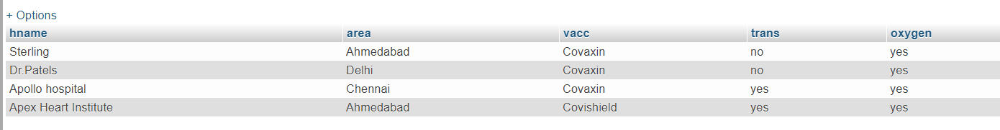 + Options
hname area vacc trans oxygen
Sterling Ahmedabad Covaxin no yes
Dr.Patels Delhi Covaxin no yes
Apollo hospital Chennai Covaxin yes yes
Apex Heart Institute Ahmedabad Covishield yes yes